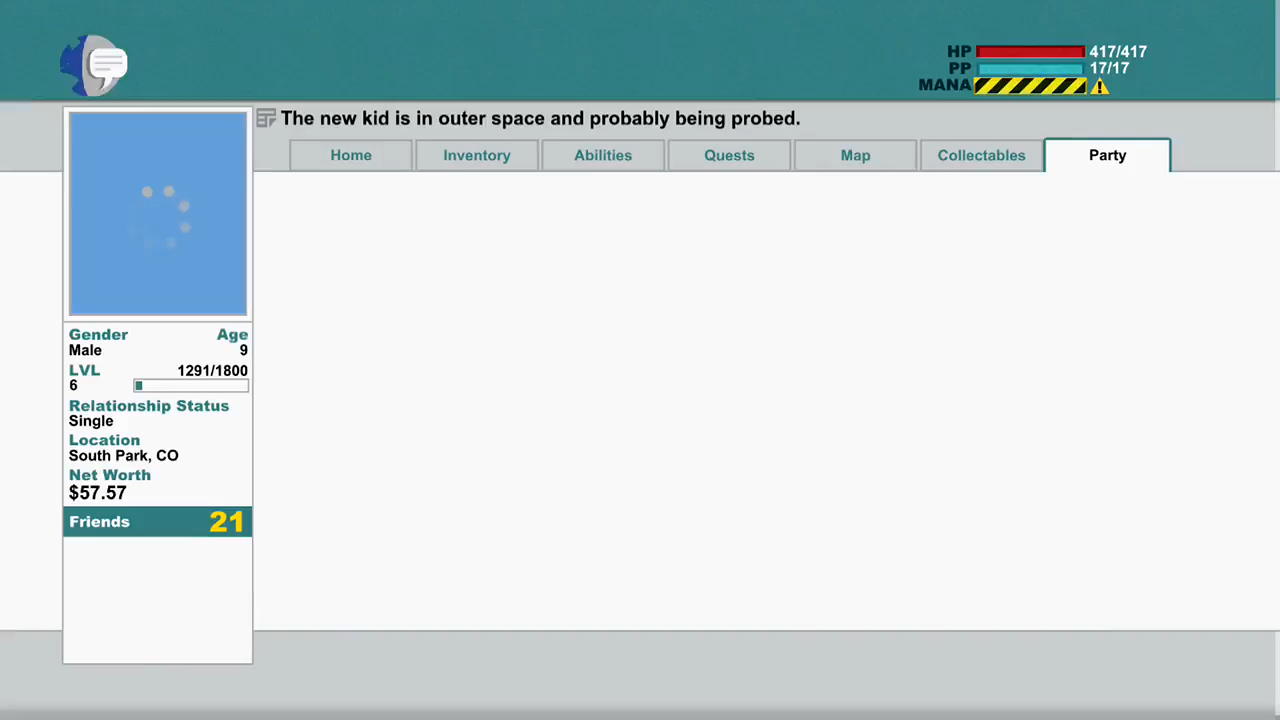 HP 417/417
PP 17/17
MANA
The new kid is in outer space and probably being probed.
Home Inventory Abilities Quests Map Collectables Party
Gender Age
Male 9
LVL 1291/1800
6
Relationship Status
Single
Location
South Park, CO
Net Worth
$57.57
Friends 21